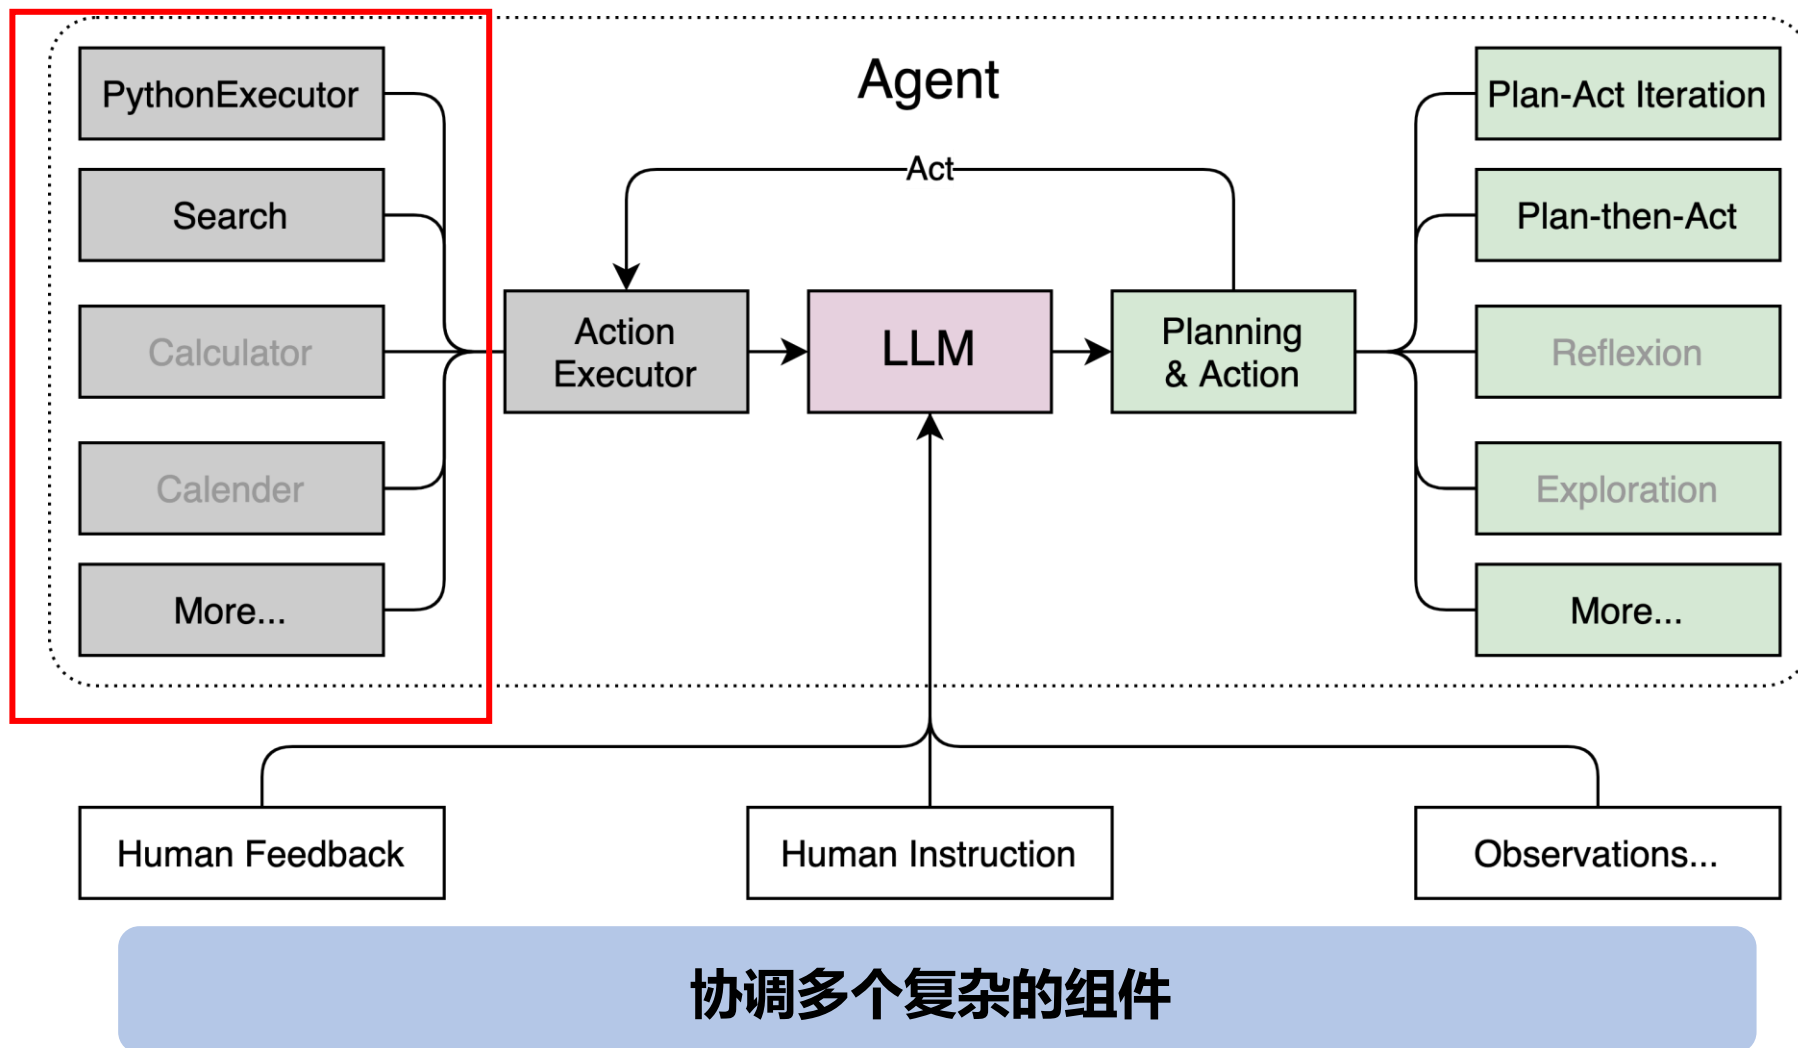 Agent
PythonExecutor
Search
Calculator
Calender
More...
Act
Action
Executor
LLM
Planning
& Action
Plan-Act Iteration
Plan-then-Act
Reflexion
Exploration
More...
Human Feedback
Human Instruction
Observations...
协调多个复杂的组件